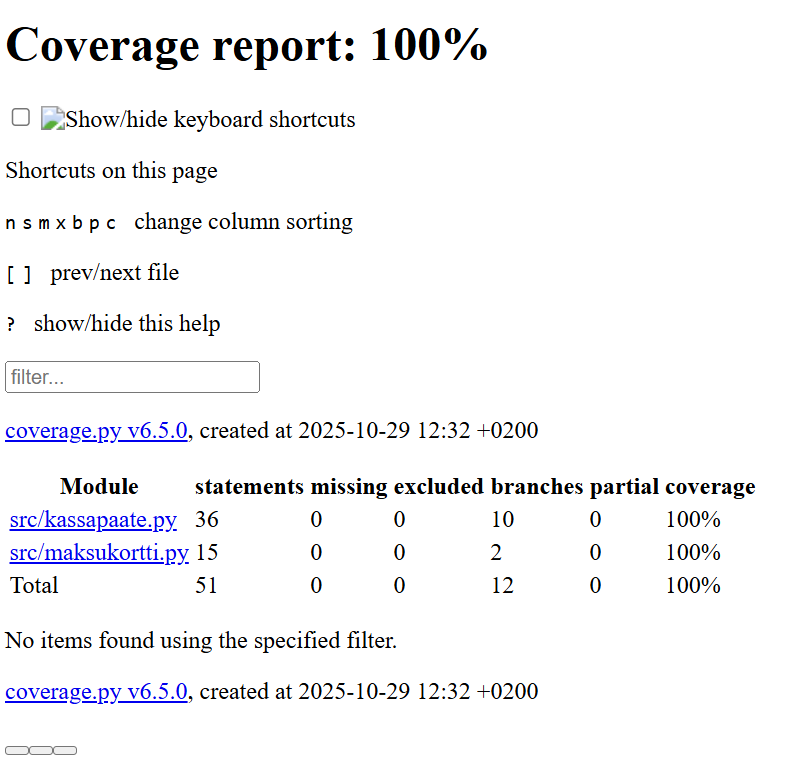 Coverage report: 100%
Show/hide keyboard shortcuts
Shortcuts on this page
n s m x b p c change column sorting
[ ] prev/next file
? show/hide this help
filter...
coverage.py v6.5.0, created at 2025-10-29 12:32 +0200
Module statements missing excluded branches partial coverage
src/kassapaate.py 36 0 0 10 0 100%
src/maksukortti.py 15 0 0 2 0 100%
Total 51 0 0 12 0 100%
No items found using the specified filter.
coverage.py v6.5.0, created at 2025-10-29 12:32 +0200